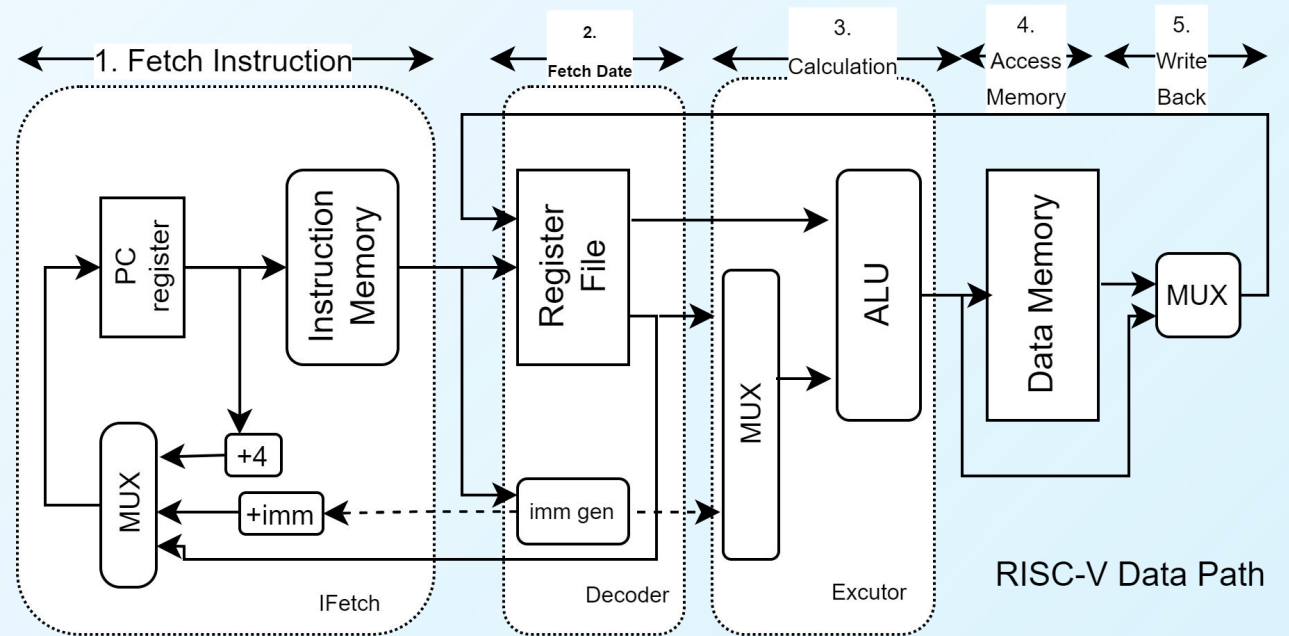 1. Fetch Instruction
2.
Fetch Date
3.
Calculation
4.
Access
Memory
5.
Write
Back
PC
register
Instruction
Memory
+4
MUX
+imm
IFetch
Register
File
imm gen
Decoder
MUX
ALU
Excutor
Data Memory
MUX
RISC-V Data Path